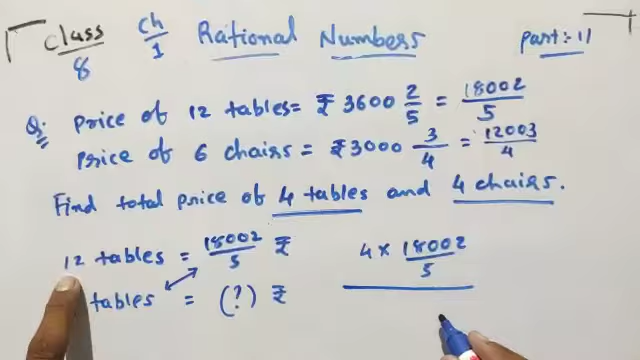 Class 8 Ch 1 Rational Numbers Part:- 11
Q: Price of 12 tables= ₹ 3600 2/5 = 18002/5
Price of 6 chairs = ₹3000 3/4 = 12003/4
Find total price of 4 tables and 4 chairs.
12 tables = 18002/5 ₹ 4 × 18002/5
tables = (?) ₹